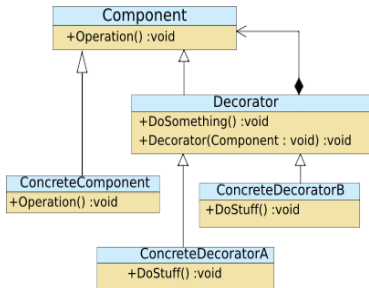 Component
+Operation() :void
Decorator
+DoSomething() :void
+Decorator(Component : void) :void
ConcreteComponent
+Operation() :void
ConcreteDecoratorB
+DoStuff() :void
ConcreteDecoratorA
+DoStuff() :void